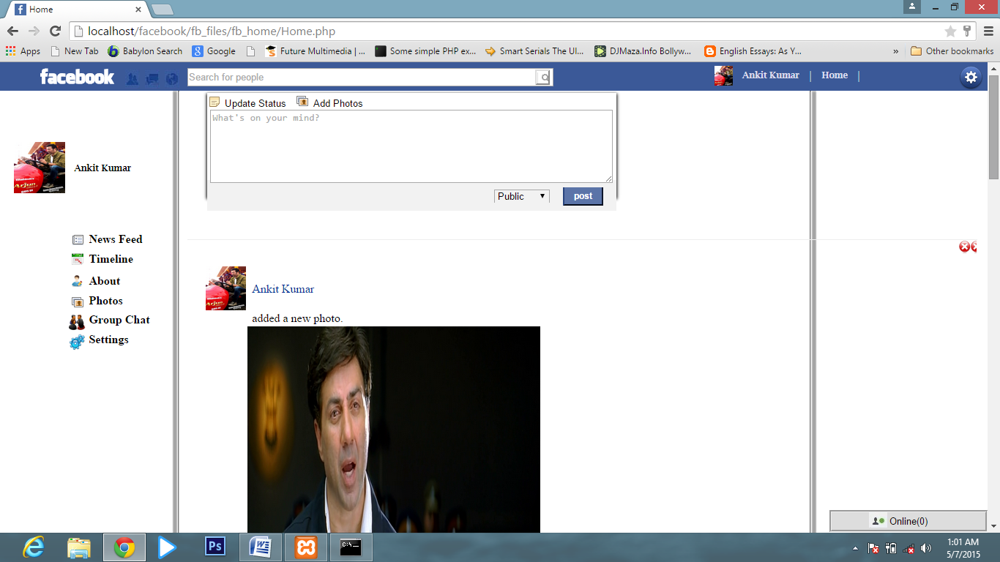 Home
localhost/facebook/fb_files/fb_home/Home.php
Apps New Tab Babylon Search Google Future Multimedia | ... Some simple PHP ex... Smart Serials The Ul... DJMaza.Info Bollyw... English Essays: As Y... » Other bookmarks
facebook Search for people Ankit Kumar | Home |
Update Status Add Photos
What's on your mind?
Public post
Ankit Kumar
News Feed
Timeline
About
Photos
Group Chat
Settings
Ankit Kumar
added a new photo.
Online(0)
Ps
1:01 AM
5/7/2015